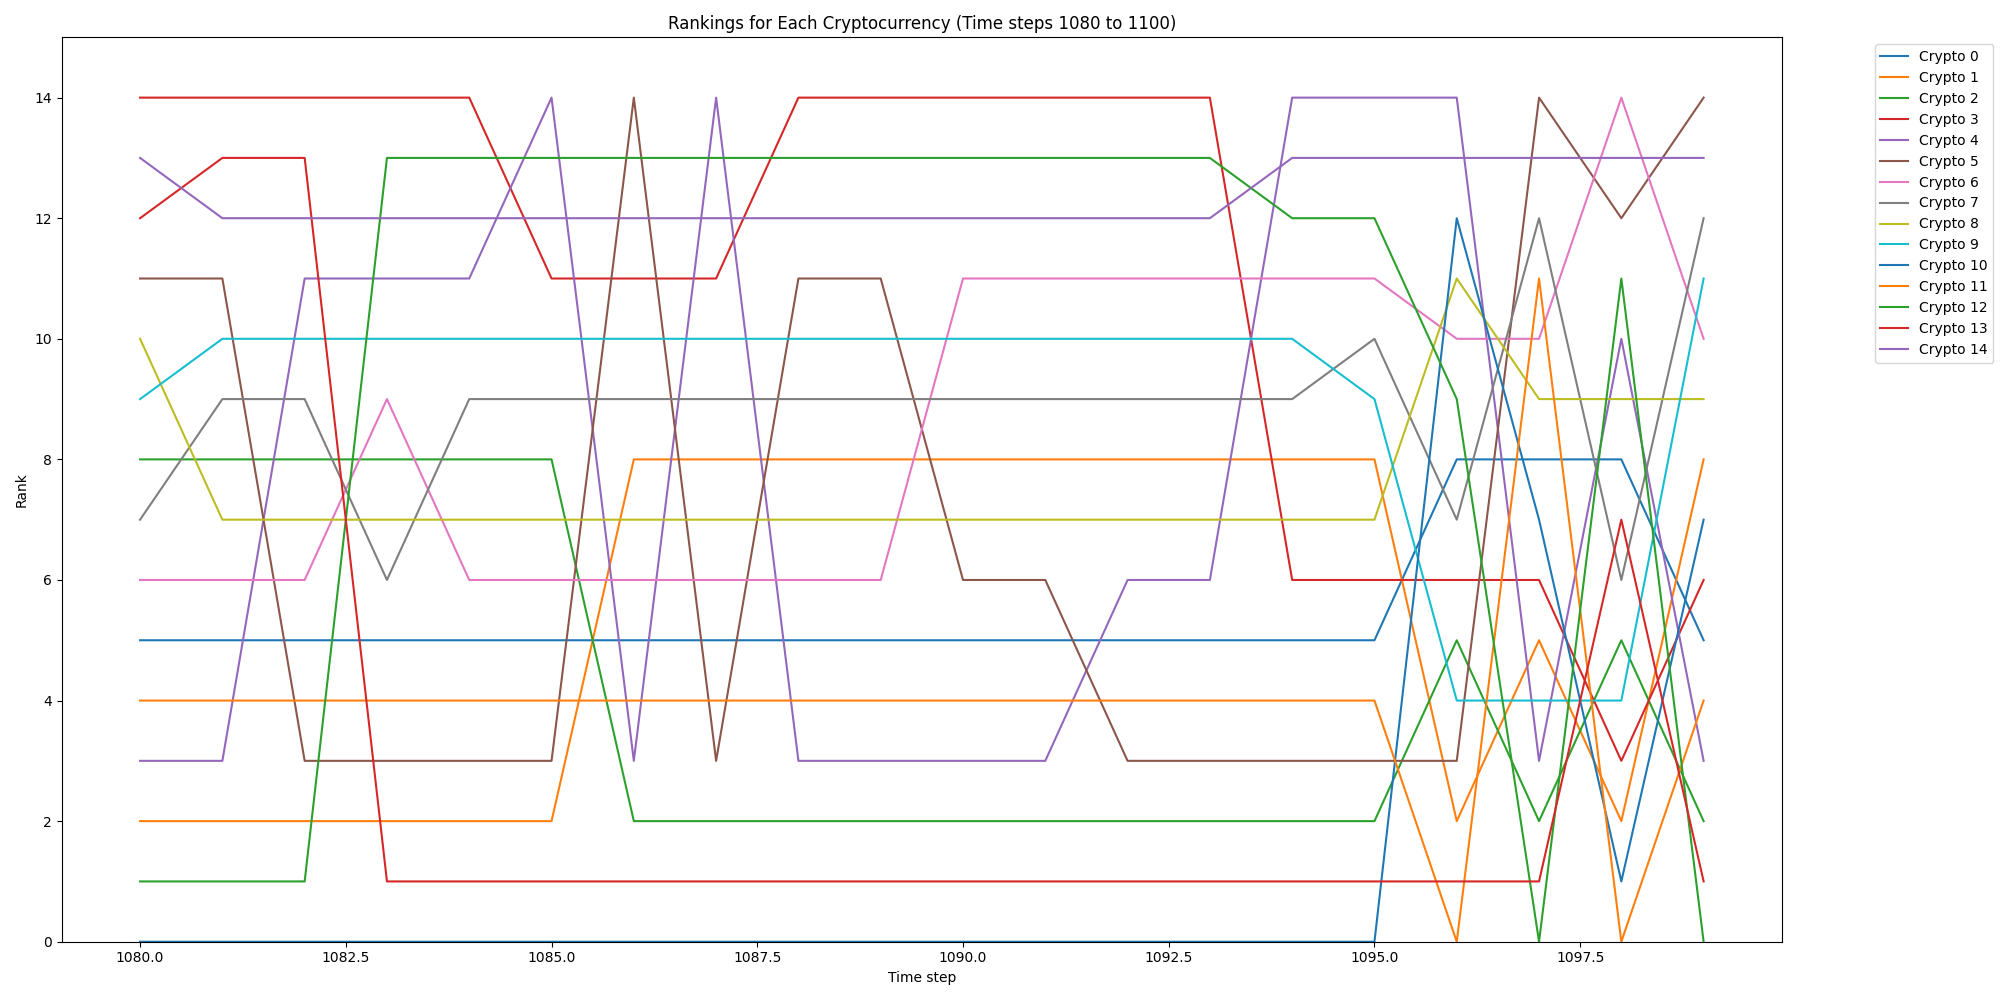 Rankings for Each Cryptocurrency (Time steps 1080 to 1100)
Rank
14
12
10
8
6
4
2
0
1080.0 1082.5 1085.0 1087.5 1090.0 1092.5 1095.0 1097.5
Time step
Crypto 0
Crypto 1
Crypto 2
Crypto 3
Crypto 4
Crypto 5
Crypto 6
Crypto 7
Crypto 8
Crypto 9
Crypto 10
Crypto 11
Crypto 12
Crypto 13
Crypto 14